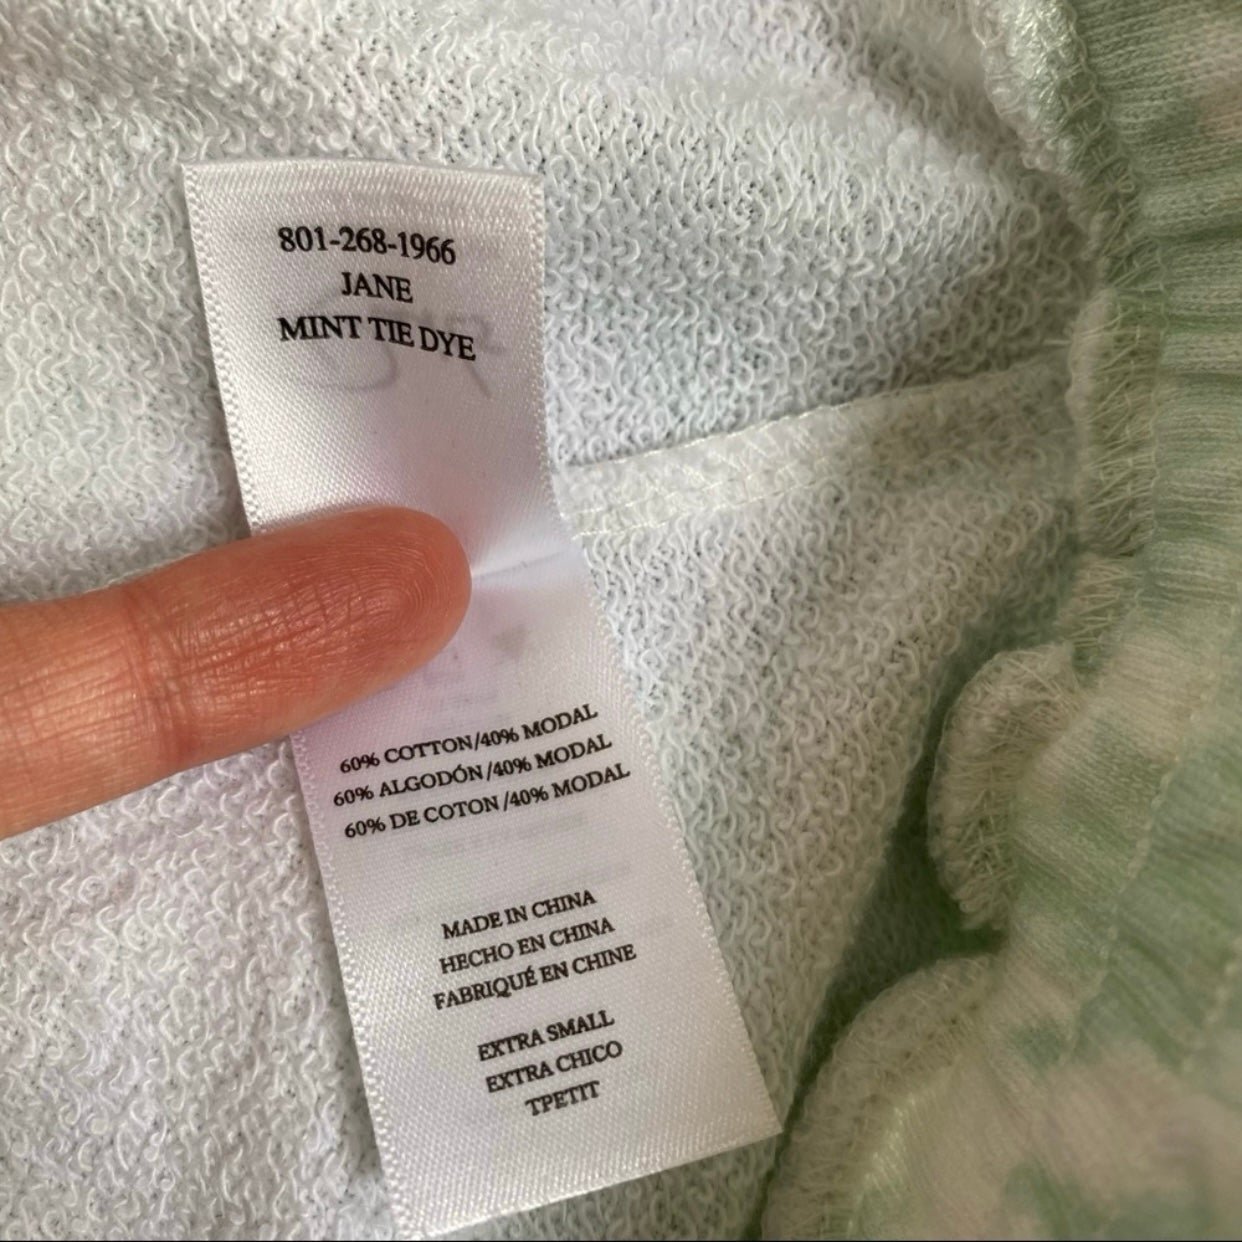 801-268-1966
JANE
MINT TIE DYE
60% COTTON/40% MODAL
60% ALGODÓN/40% MODAL
60% DE COTON/40% MODAL
MADE IN CHINA
HECHO EN CHINA
FABRIQUÉ EN CHINE
EXTRA SMALL
EXTRA CHICO
TPETIT